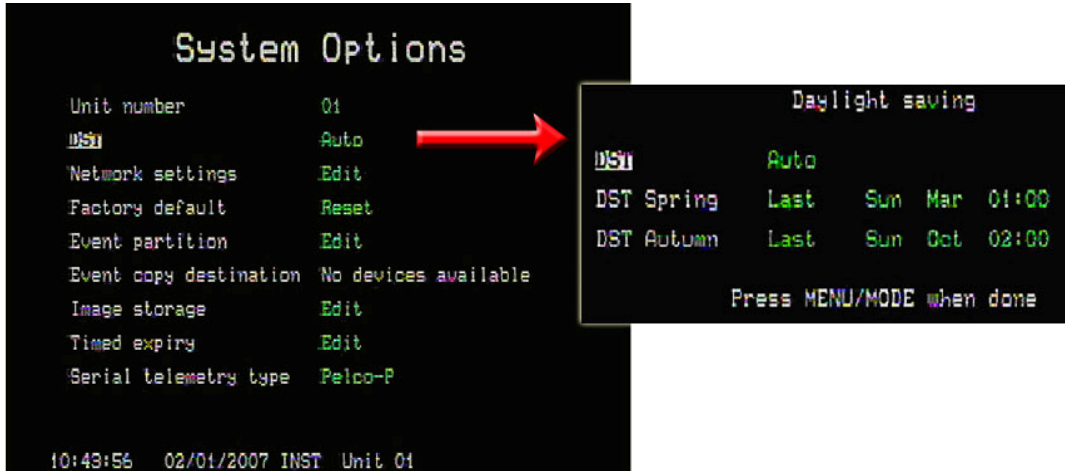 System Options
Unit number 01
DST Auto
Network settings Edit
Factory default Reset
Event partition Edit
Event copy destination No devices available
Image storage Edit
Timed expiry Edit
Serial telemetry type Pelco-P
10:43:56 02/01/2007 INST Unit 01
Daylight saving
DST Auto
DST Spring Last Sun Mar 01:00
DST Autumn Last Sun Oct 02:00
Press MENU/MODE when done